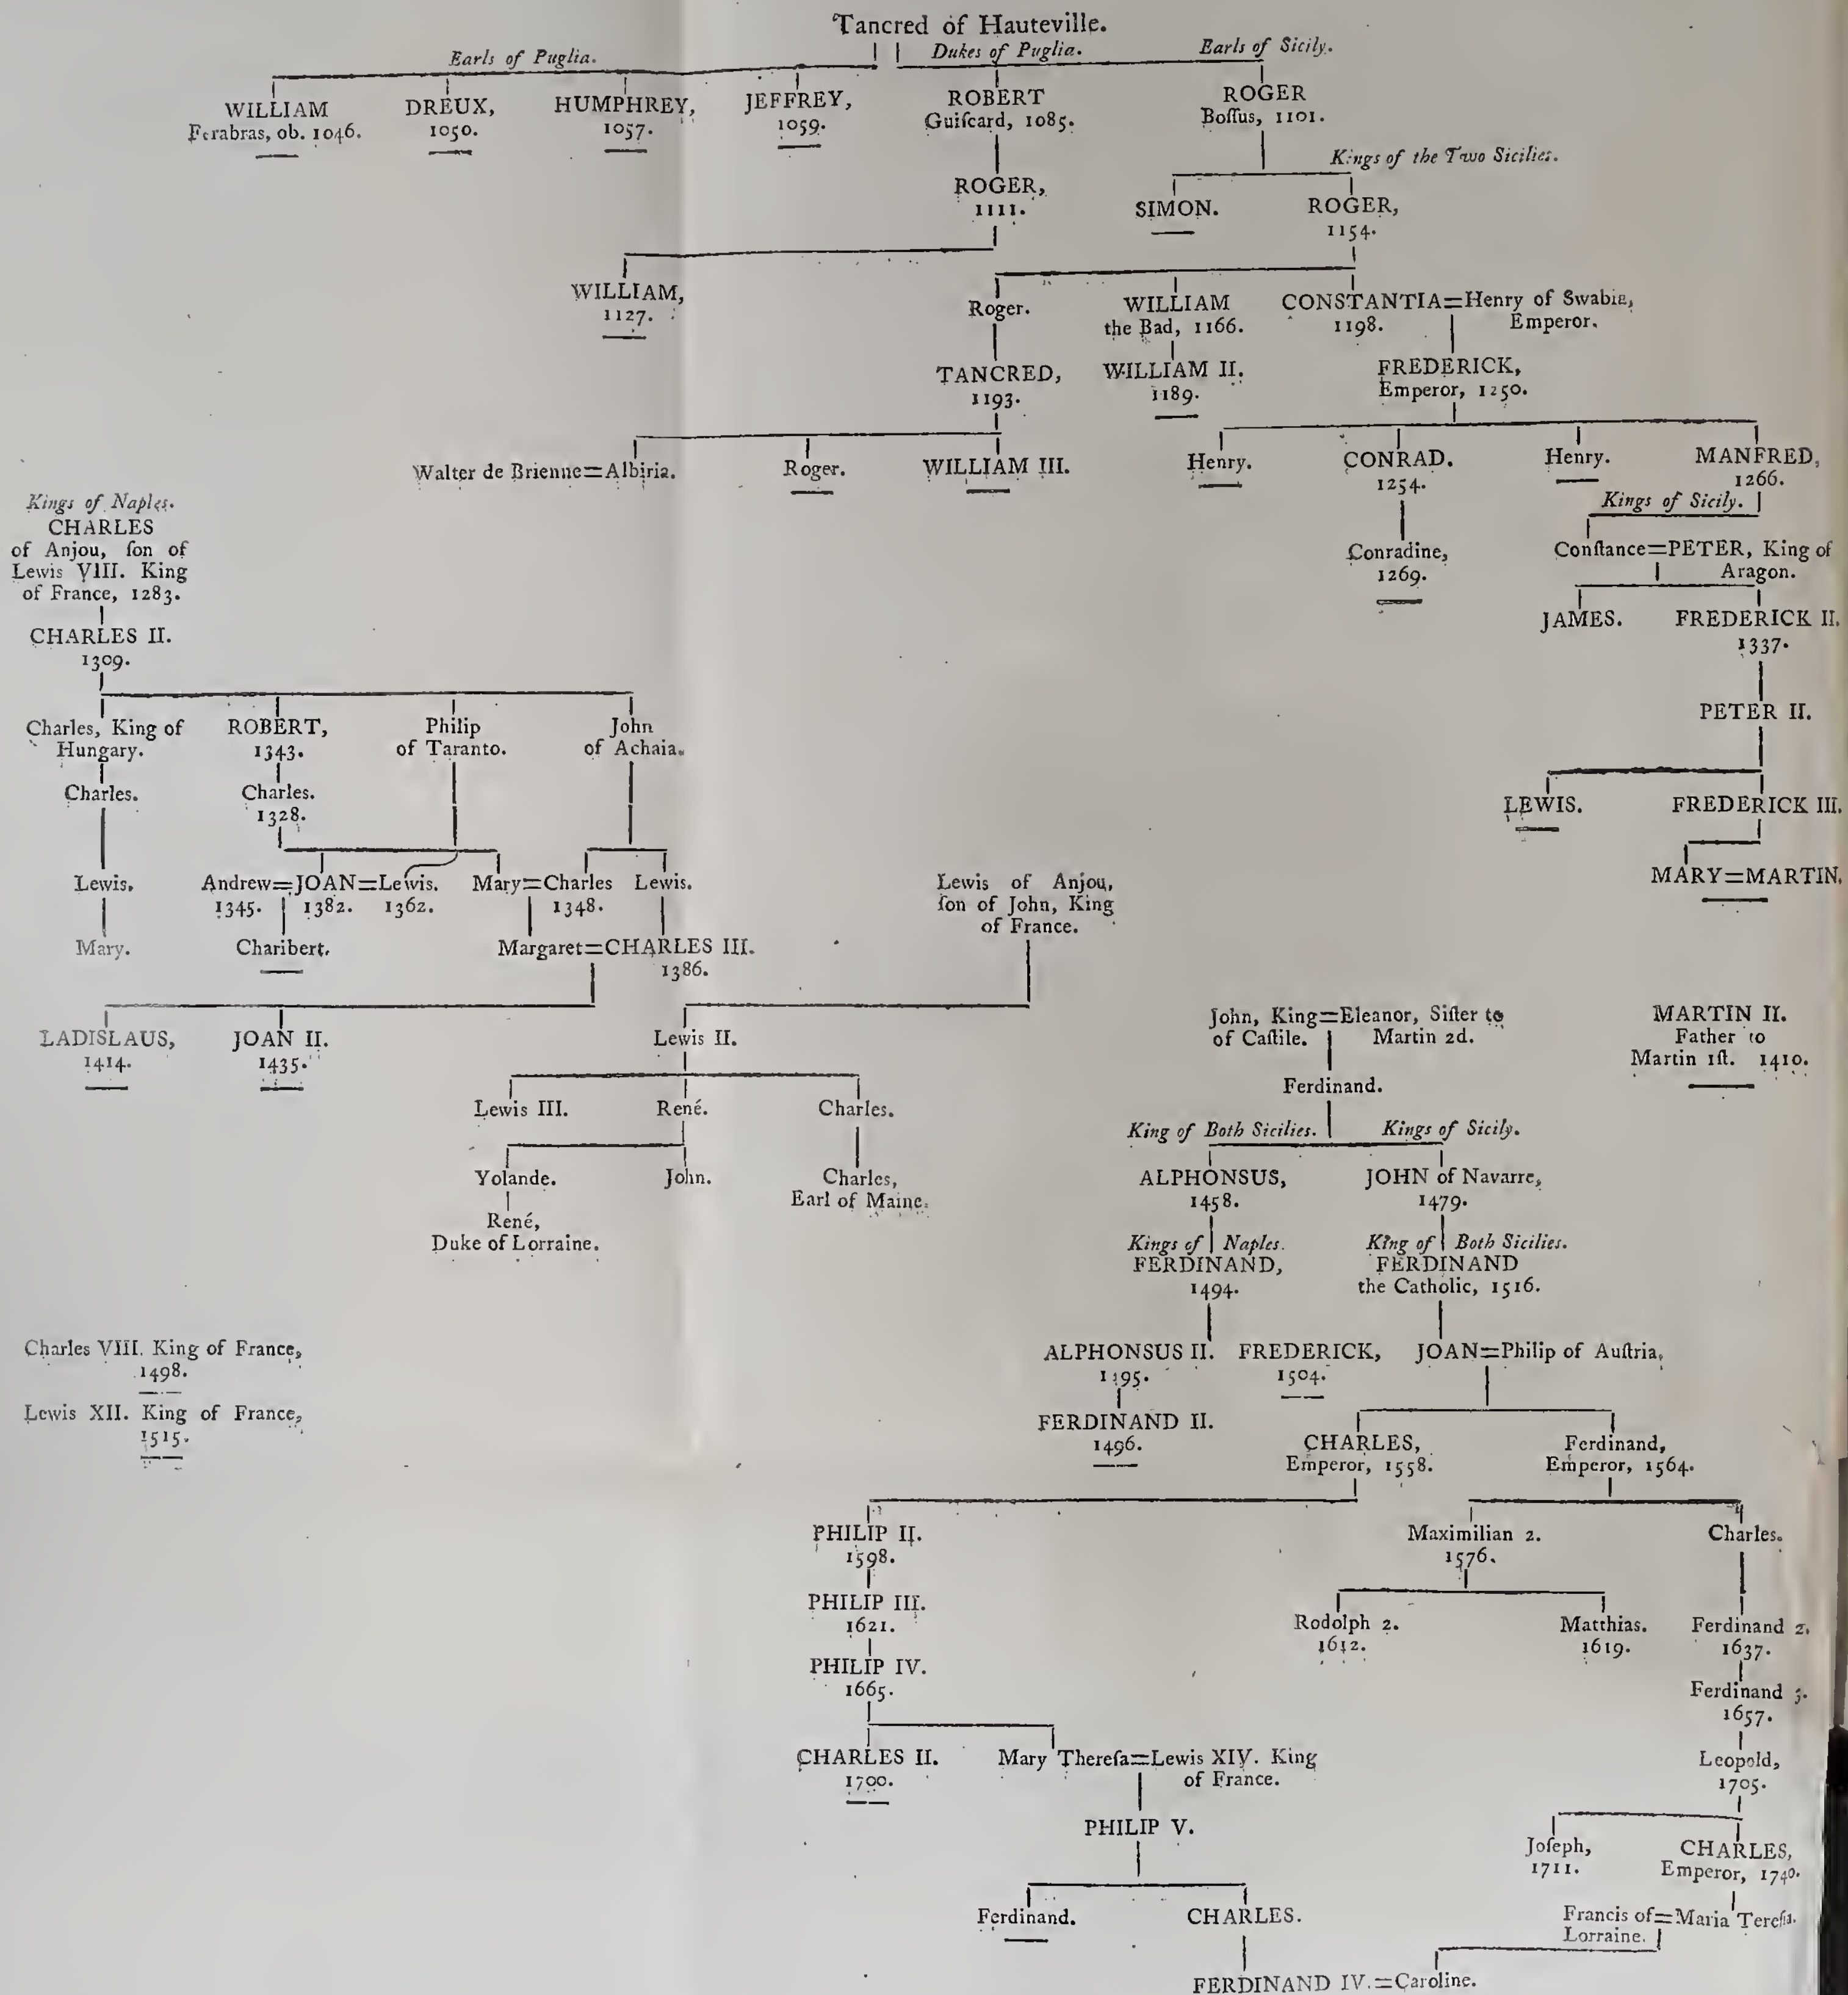 Tancred of Hauteville.
Earls of Puglia.
Dukes of Puglia.
Earls of Sicily.
WILLIAM
Ferabras, ob. 1046.
DREUX,
1050.
HUMPHREY,
1057.
JEFFREY,
1059.
ROBERT
Guiſcard, 1085.
ROGER
Boſſus, 1101.
Kings of the Two Sicilies.
ROGER,
1111.
SIMON.
ROGER,
1154.
WILLIAM,
1127.
Roger.
WILLIAM
the Bad, 1166.
CONSTANTIA=Henry of Swabia,
1198.
Emperor.
TANCRED,
1193.
WILLIAM II.
1189.
FREDERICK,
Emperor, 1250.
Walter de Brienne=Albiria.
Roger.
WILLIAM III.
Henry.
CONRAD.
1254.
Henry.
MANFRED,
1266.
Kings of Sicily.
Conradine,
1269.
Conſtance=PETER, King of
Aragon.
JAMES.
FREDERICK II.
1337.
PETER II.
LEWIS.
FREDERICK III.
MARY=MARTIN.
Kings of Naples.
CHARLES
of Anjou, ſon of
Lewis VIII. King
of France, 1283.
CHARLES II.
1309.
Charles, King of
Hungary.
ROBERT,
1343.
Philip
of Taranto.
John
of Achaia.
Charles.
Charles.
1328.
Lewis.
Andrew=JOAN=Lewis.
1345. 1382. 1362.
Mary=Charles
1348.
Lewis.
Mary.
Charibert.
Margaret=CHARLES III.
1386.
Lewis of Anjou,
ſon of John, King
of France.
LADISLAUS,
1414.
JOAN II.
1435.
Lewis II.
Lewis III.
René.
Charles.
Yolande.
John.
Charles,
Earl of Maine.
René,
Duke of Lorraine.
John, King=Eleanor, Siſter to
of Caſtile. Martin 2d.
MARTIN II.
Father to
Martin 1ſt. 1410.
Ferdinand.
King of Both Sicilies.
Kings of Sicily.
ALPHONSUS,
1458.
JOHN of Navarre,
1479.
Kings of Naples.
FERDINAND,
1494.
King of Both Sicilies.
FERDINAND
the Catholic, 1516.
Charles VIII. King of France,
1498.
Lewis XII. King of France,
1515.
ALPHONSUS II.
1495.
FREDERICK,
1504.
JOAN=Philip of Auſtria.
FERDINAND II.
1496.
CHARLES,
Emperor, 1558.
Ferdinand,
Emperor, 1564.
PHILIP II.
1598.
Maximilian 2.
1576.
Charles.
PHILIP III.
1621.
Rodolph 2.
1612.
Matthias.
1619.
Ferdinand 2.
1637.
PHILIP IV.
1665.
Ferdinand 3.
1657.
CHARLES II.
1700.
Mary Thereſa=Lewis XIV. King
of France.
Leopold,
1705.
PHILIP V.
Joſeph,
1711.
CHARLES,
Emperor, 1740.
Ferdinand.
CHARLES.
Francis of=Maria Tereſia.
Lorraine.
FERDINAND IV.=Caroline.